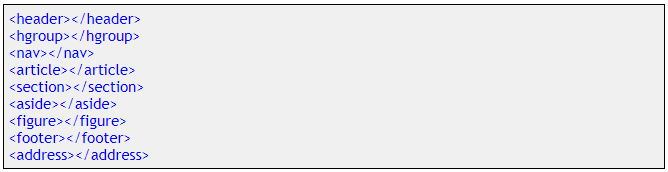 <header></header>
<hgroup></hgroup>
<nav></nav>
<article></article>
<section></section>
<aside></aside>
<figure></figure>
<footer></footer>
<address></address>